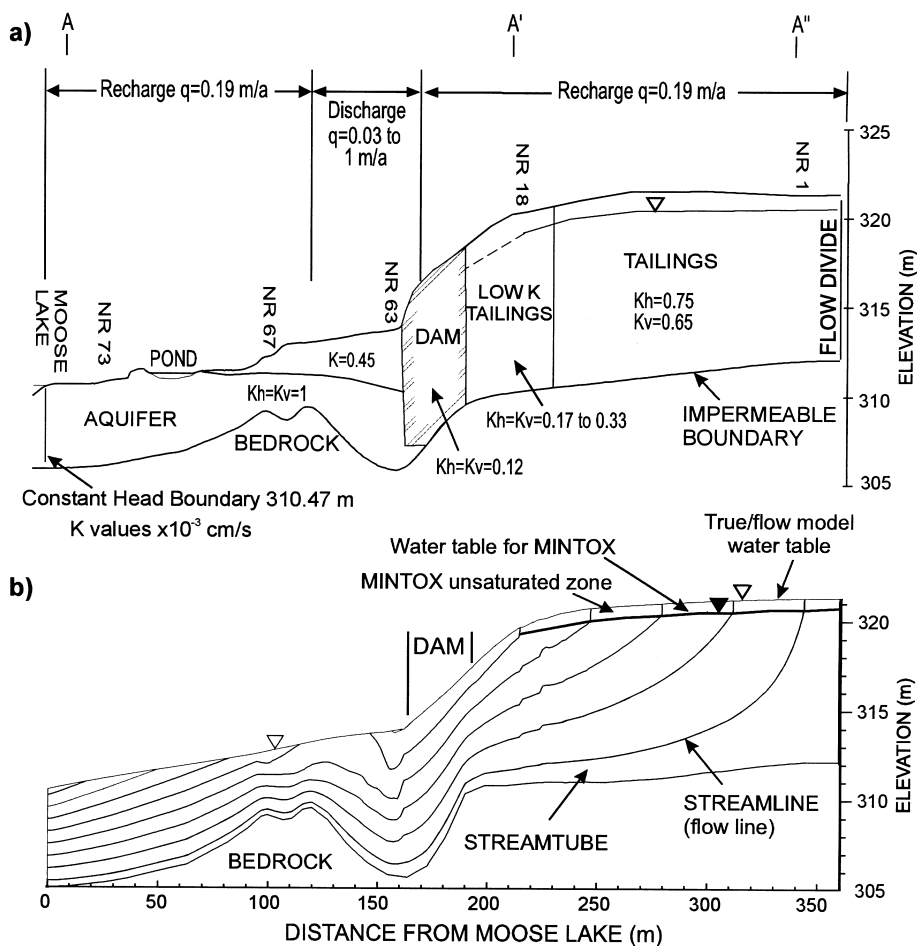 a)
A
A'
A"
Recharge q=0.19 m/a
Discharge
q=0.03 to
1 m/a
Recharge q=0.19 m/a
325
320
315
310
305
ELEVATION (m)
NR 18
NR 1
FLOW DIVIDE
TAILINGS
Kh=0.75
Kv=0.65
LOW K
TAILINGS
DAM
MOOSE
LAKE
NR 73
POND
NR 67
NR 63
K=0.45
Kh=Kv=1
AQUIFER
BEDROCK
Kh=Kv=0.17 to 0.33
Kh=Kv=0.12
IMPERMEABLE
BOUNDARY
Constant Head Boundary 310.47 m
K values x10⁻³ cm/s
b)
Water table for MINTOX
True/flow model
water table
MINTOX unsaturated zone
DAM
320
315
310
305
ELEVATION (m)
STREAMLINE
(flow line)
STREAMTUBE
BEDROCK
0 50 100 150 200 250 300 350
DISTANCE FROM MOOSE LAKE (m)